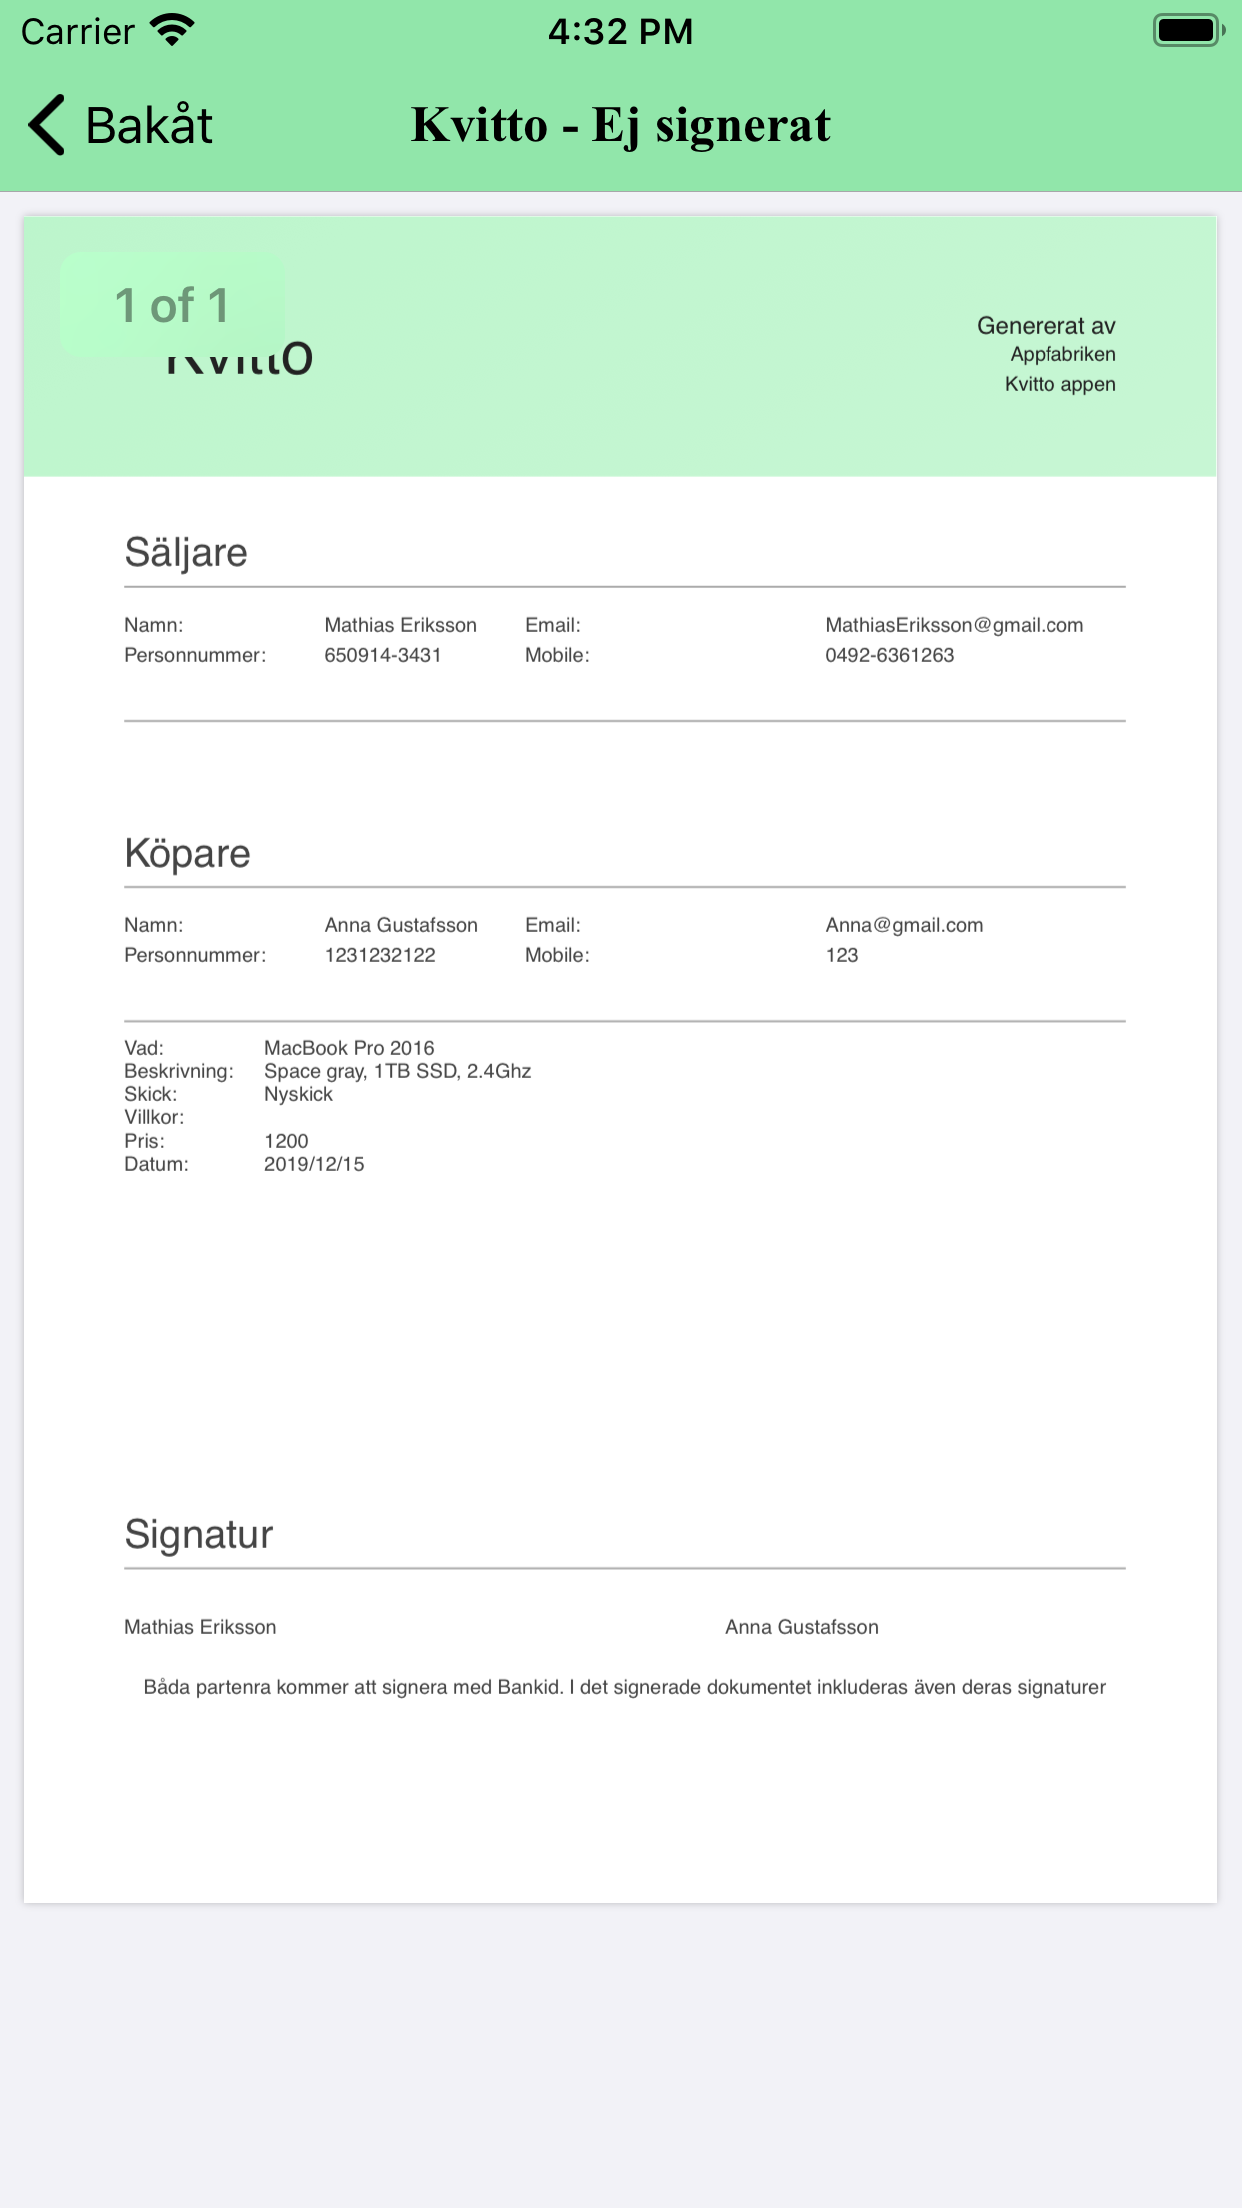 Carrier 4:32 PM
Bakåt Kvitto - Ej signerat
1 of 1
Kvitto
Genererat av
Appfabriken
Kvitto appen
Säljare
Namn: Mathias Eriksson Email: MathiasEriksson@gmail.com
Personnummer: 650914-3431 Mobile: 0492-6361263
Köpare
Namn: Anna Gustafsson Email: Anna@gmail.com
Personnummer: 1231232122 Mobile: 123
Vad: MacBook Pro 2016
Beskrivning: Space gray, 1TB SSD, 2.4Ghz
Skick: Nyskick
Villkor:
Pris: 1200
Datum: 2019/12/15
Signatur
Mathias Eriksson Anna Gustafsson
Båda partenra kommer att signera med Bankid. I det signerade dokumentet inkluderas även deras signaturer